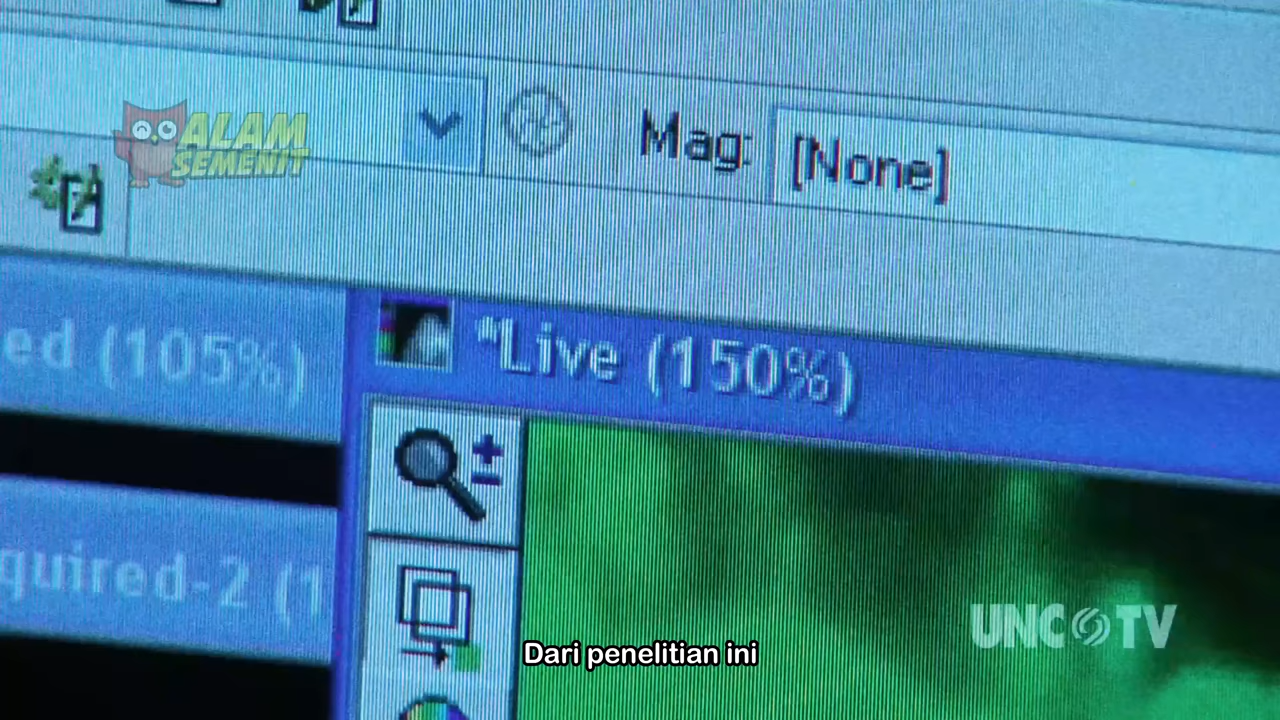 ALAM
SEMENIT
Mag: [None]
ed (105%)
*Live (150%)
quired-2 (1
UNC TV
Dari penelitian ini